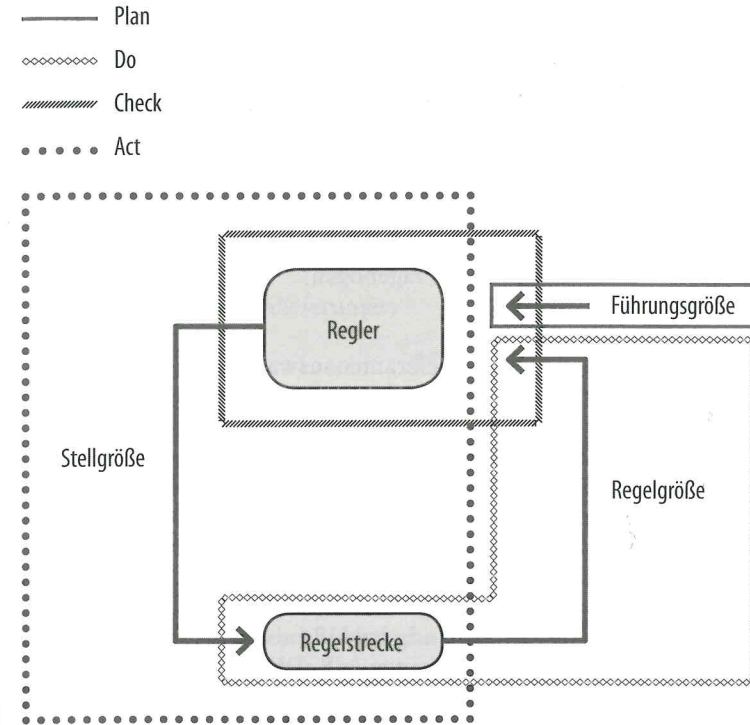 Plan
Do
Check
Act
Regler
Führungsgröße
Stellgröße
Regelgröße
Regelstrecke